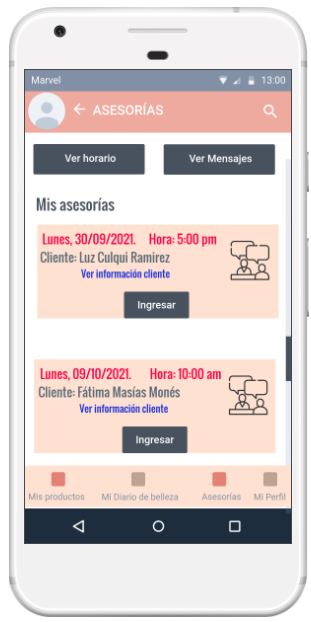 Marvel 13:00
ASESORÍAS
Ver horario Ver Mensajes
Mis asesorías
Lunes, 30/09/2021. Hora: 5:00 pm
Cliente: Luz Culqui Ramirez
Ver información cliente
Ingresar
Lunes, 09/10/2021. Hora: 10:00 am
Cliente: Fátima Masías Monés
Ver información cliente
Ingresar
Mis productos Mi Diario de belleza Asesorías Mi Perfil